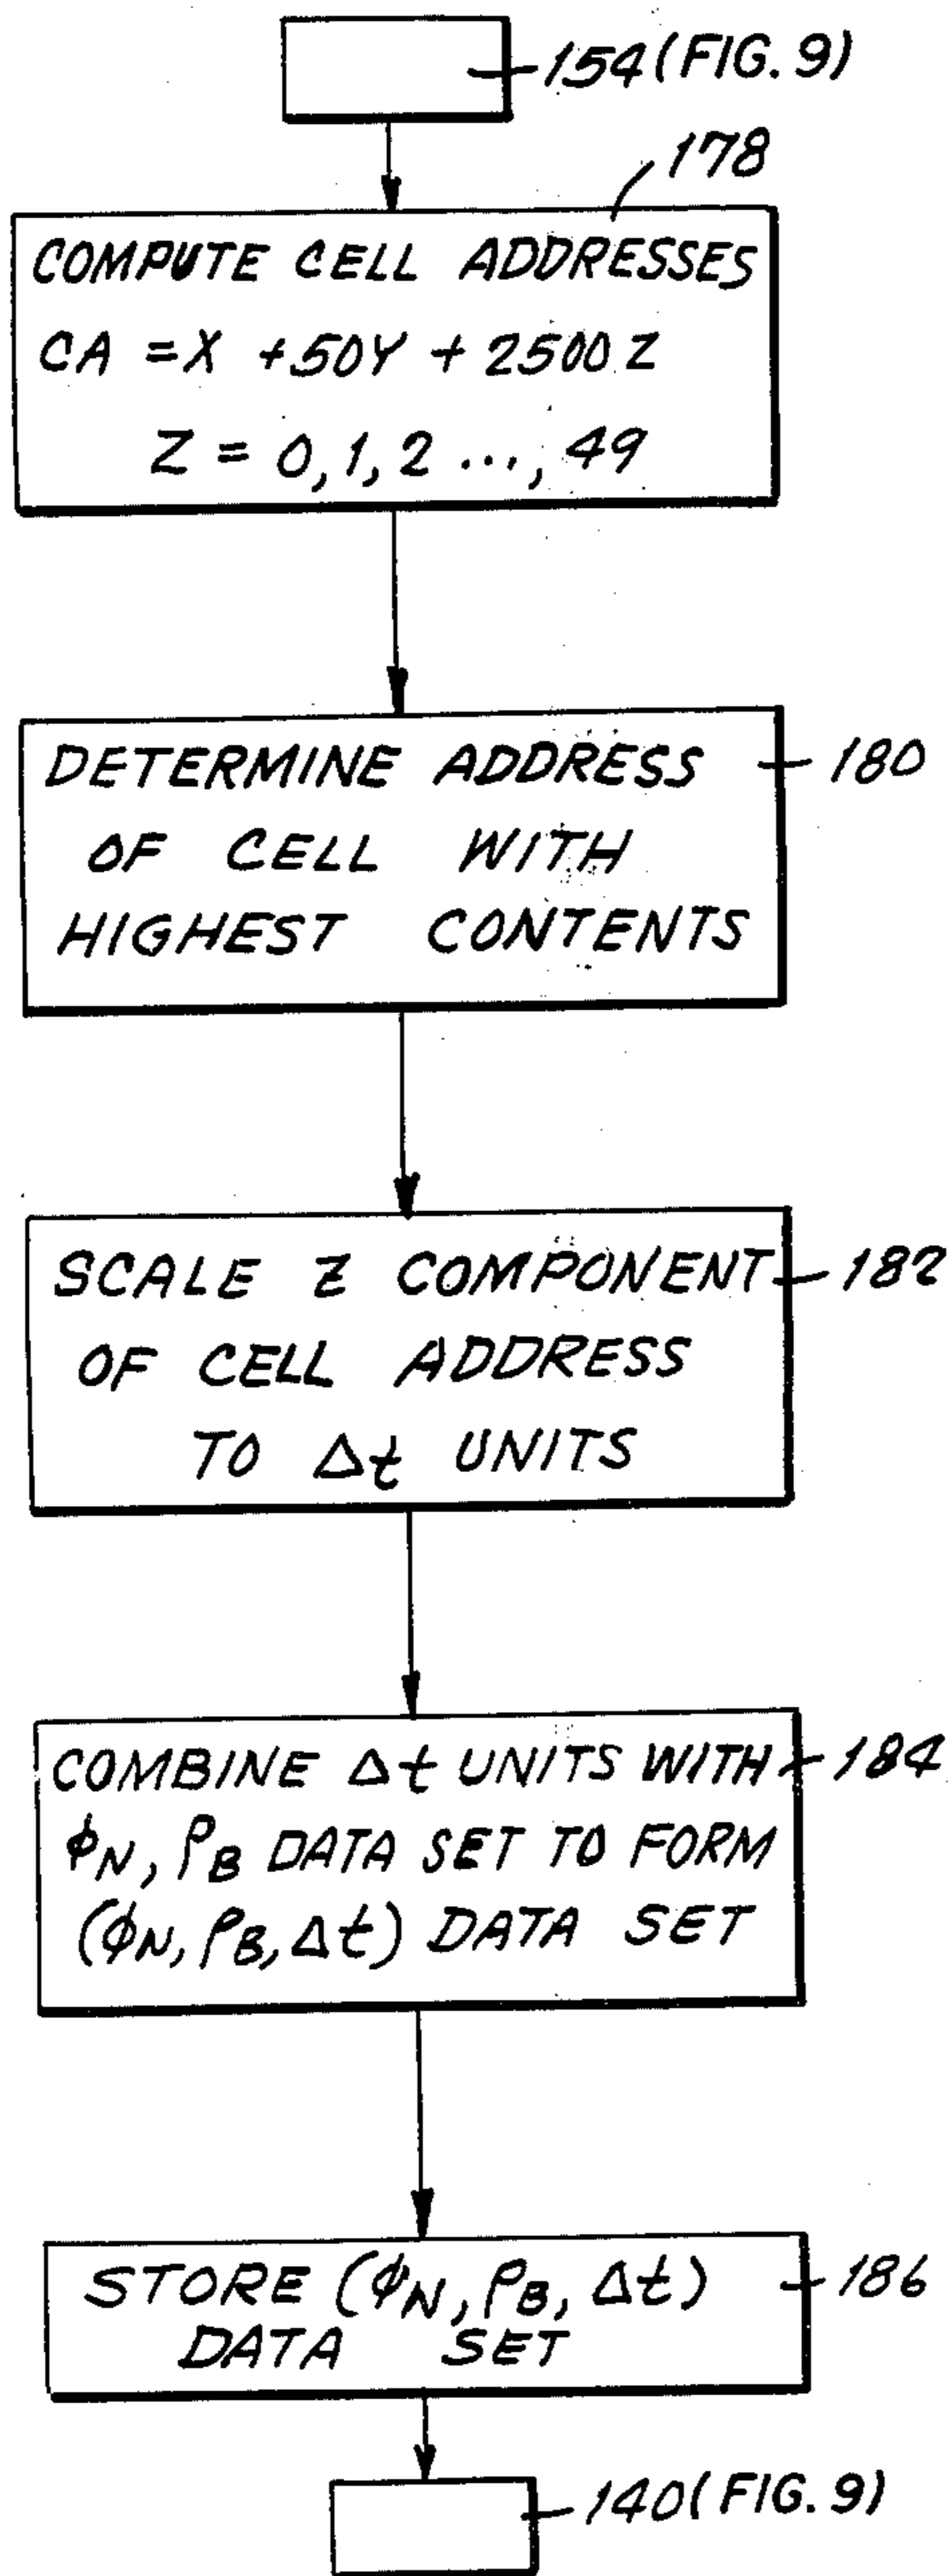 154 (FIG. 9)
178
COMPUTE CELL ADDRESSES
CA = X + 50Y + 2500 Z
Z = 0, 1, 2 ..., 49
DETERMINE ADDRESS
180
OF CELL WITH
HIGHEST CONTENTS
SCALE Z COMPONENT
182
OF CELL ADDRESS
TO Δt UNITS
COMBINE Δt UNITS WITH
184
ϕN, ρB DATA SET TO FORM
(ϕN, ρB, Δt) DATA SET
STORE (ϕN, ρB, Δt)
186
DATA SET
140 (FIG. 9)